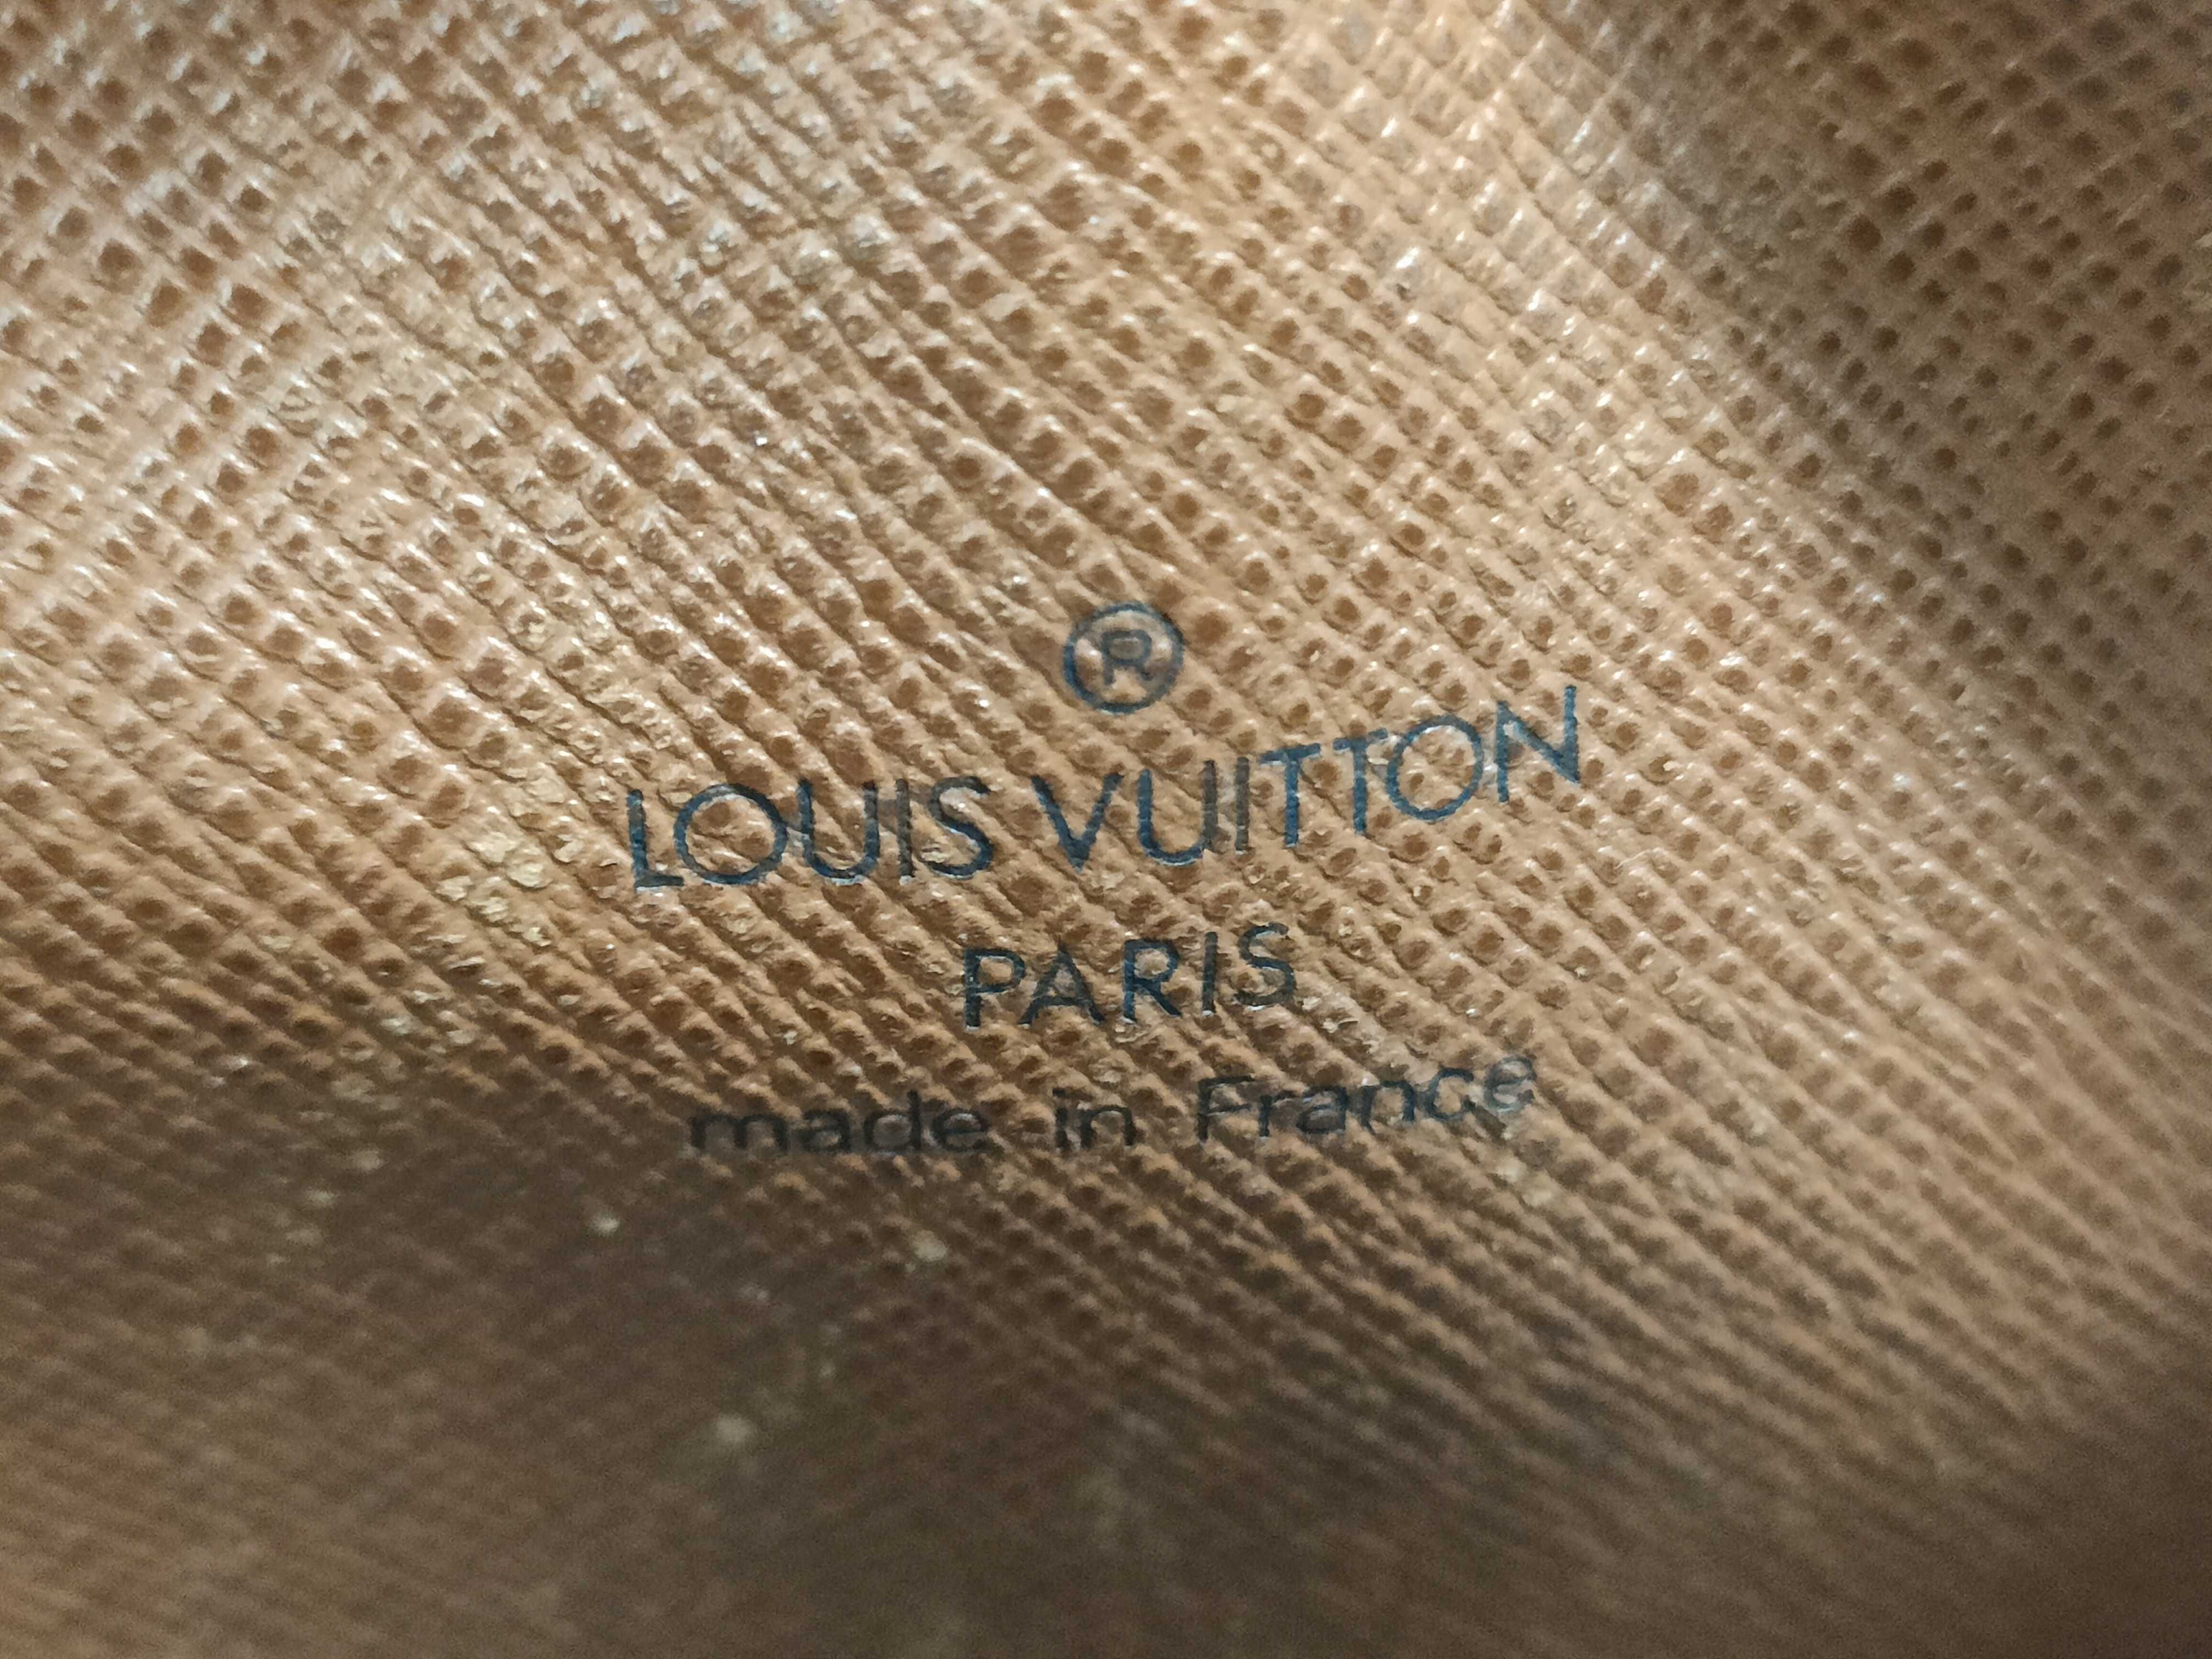 ®
LOUIS VUITTON
PARIS
made in France